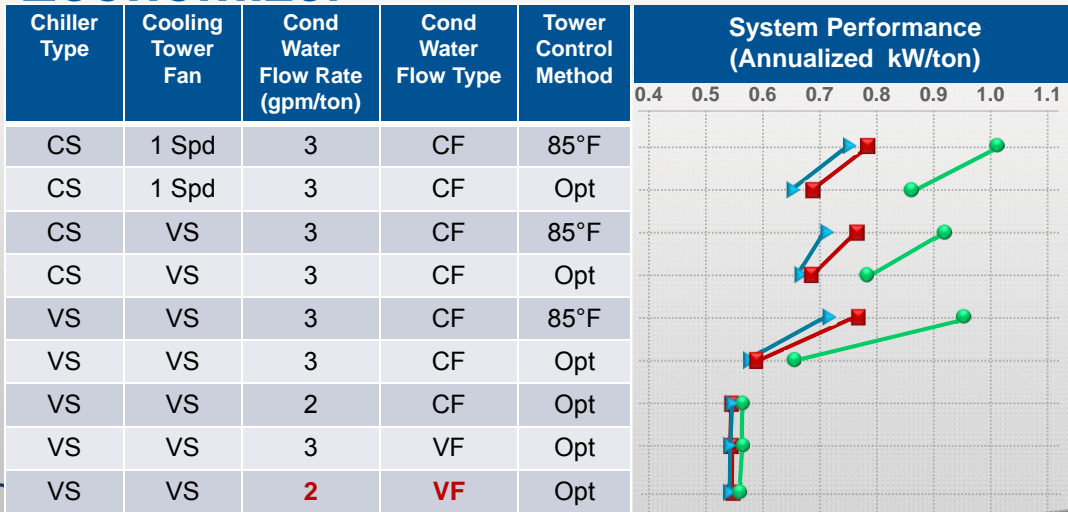 Chiller Type Cooling Tower Fan Cond Water Flow Rate (gpm/ton) Cond Water Flow Type Tower Control Method System Performance (Annualized kW/ton)
0.4 0.5 0.6 0.7 0.8 0.9 1.0 1.1
CS 1 Spd 3 CF 85°F
CS 1 Spd 3 CF Opt
CS VS 3 CF 85°F
CS VS 3 CF Opt
VS VS 3 CF 85°F
VS VS 3 CF Opt
VS VS 2 CF Opt
VS VS 3 VF Opt
VS VS 2 VF Opt